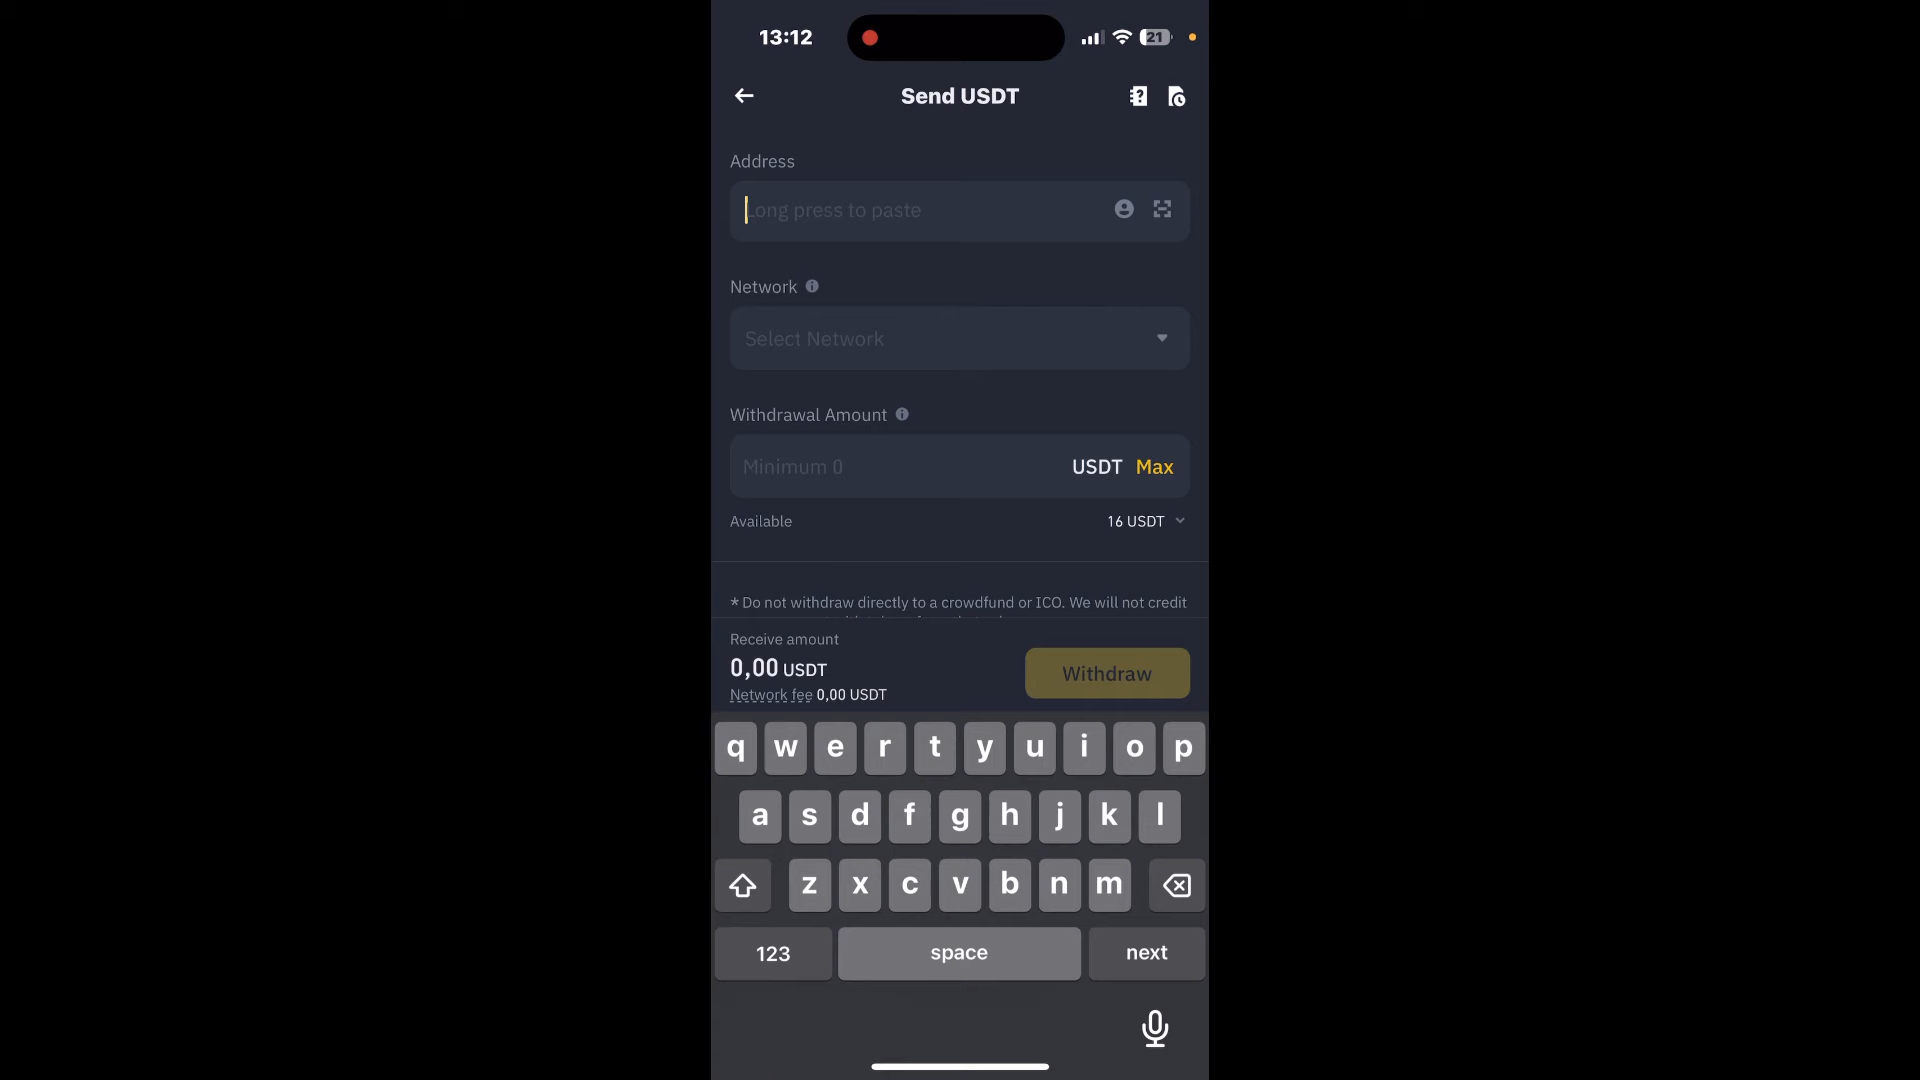 13:12
21
Send USDT
Address
Long press to paste
Network
Select Network
Withdrawal Amount
Minimum 0 USDT Max
Available 16 USDT
* Do not withdraw directly to a crowdfund or ICO. We will not credit
Receive amount
0,00 USDT
Withdraw
Network fee 0,00 USDT
q w e r t y u i o p
a s d f g h j k l
z x c v b n m
123 space next